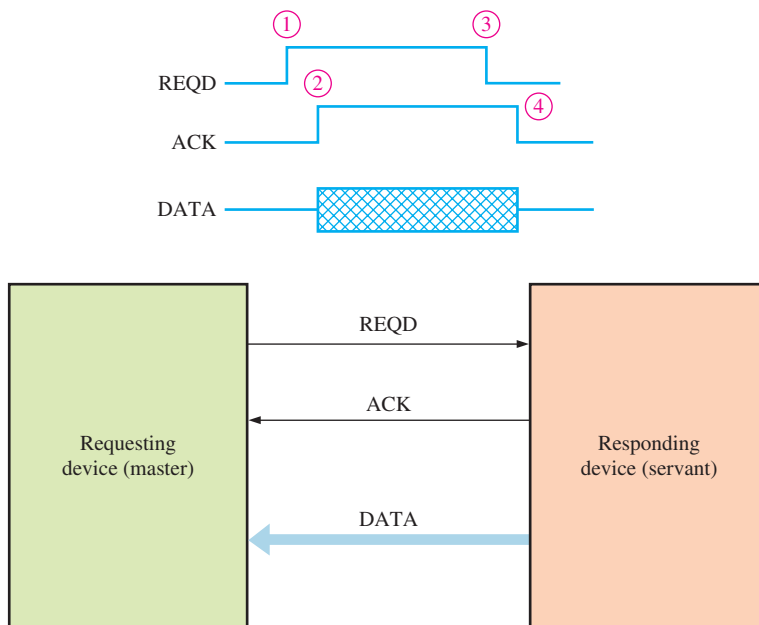 1
3
REQD
2
4
ACK
DATA
REQD
ACK
Requesting
device (master)
Responding
device (servant)
DATA